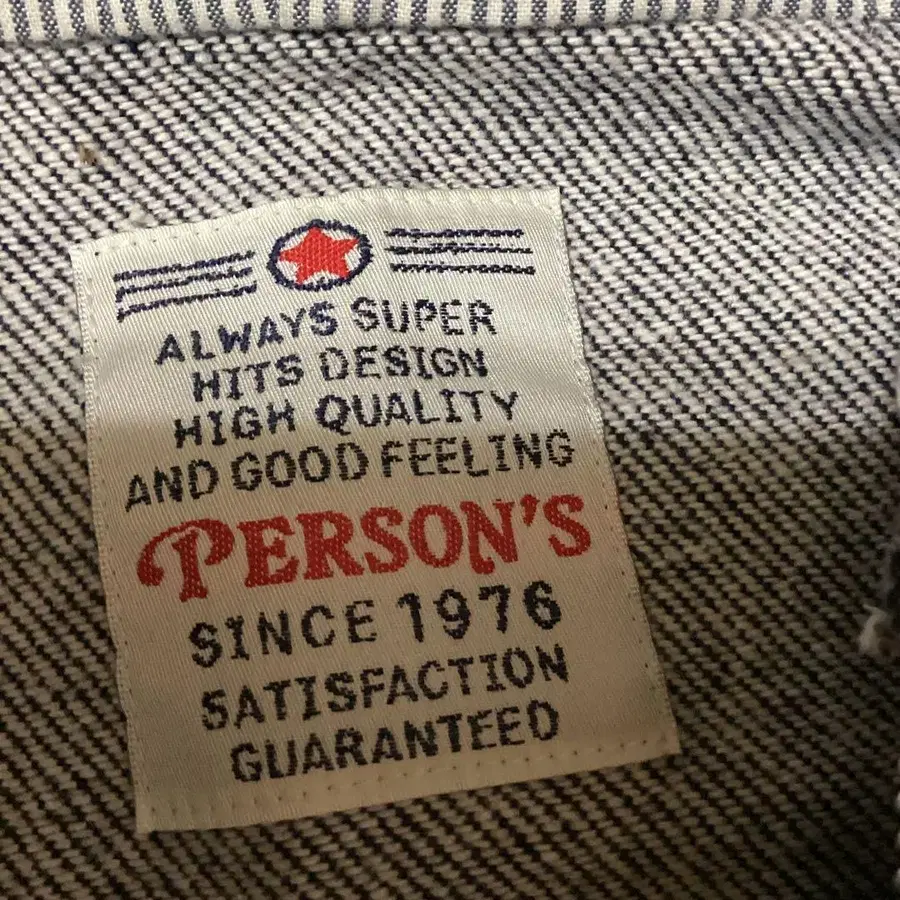 ALWAYS SUPER
HITS DESIGN
HIGH QUALITY
AND GOOD FEELING
PERSON'S
SINCE 1976
SATISFACTION
GUARANTEED